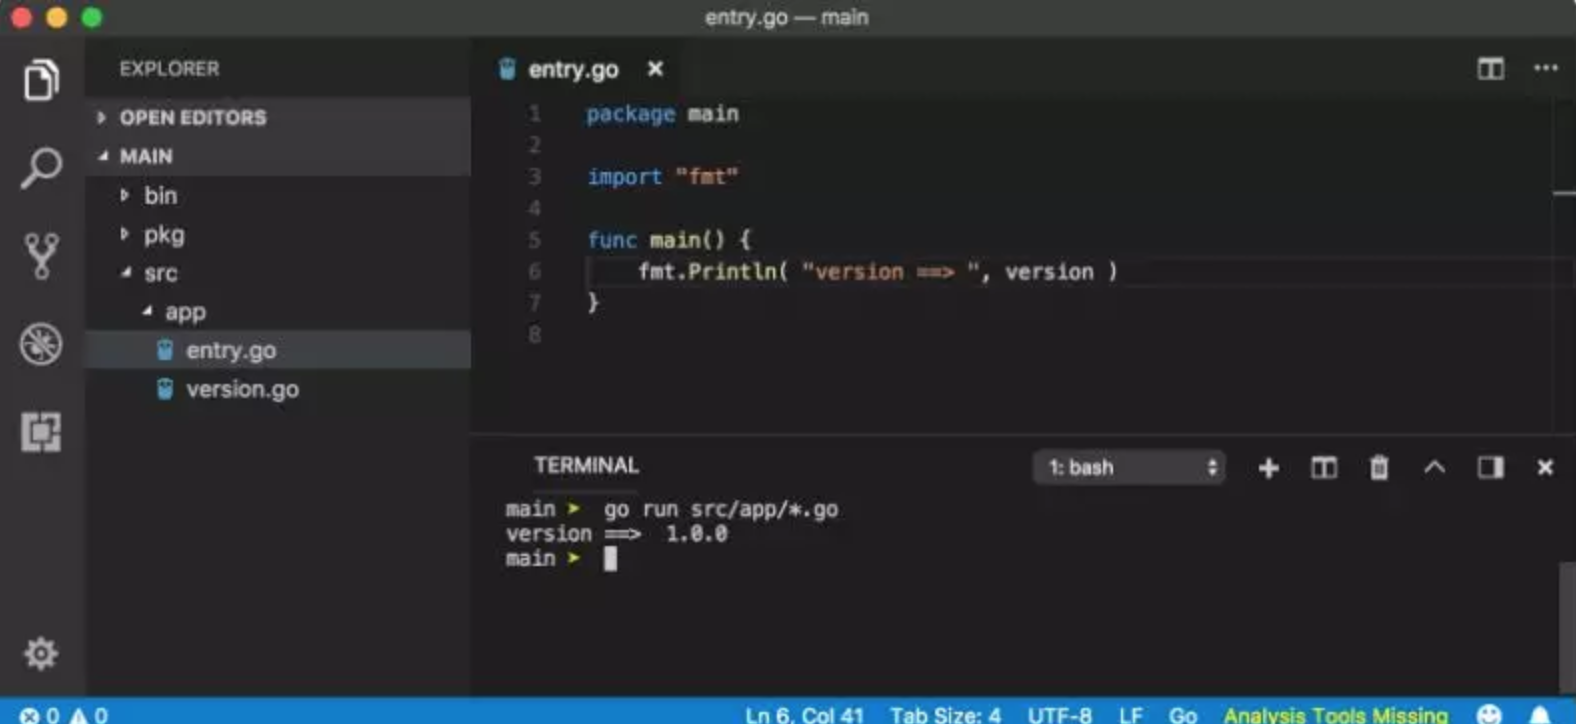 entry.go — main
EXPLORER
OPEN EDITORS
MAIN
bin
pkg
src
app
entry.go
version.go
entry.go
1 package main
2
3 import "fmt"
4
5 func main() {
6 fmt.Println( "version ==> ", version )
7 }
8
TERMINAL
1: bash
main ➤ go run src/app/*.go
version ==> 1.0.0
main ➤
0 0
Ln 6, Col 41 Tab Size: 4 UTF-8 LF Go Analysis Tools Missing